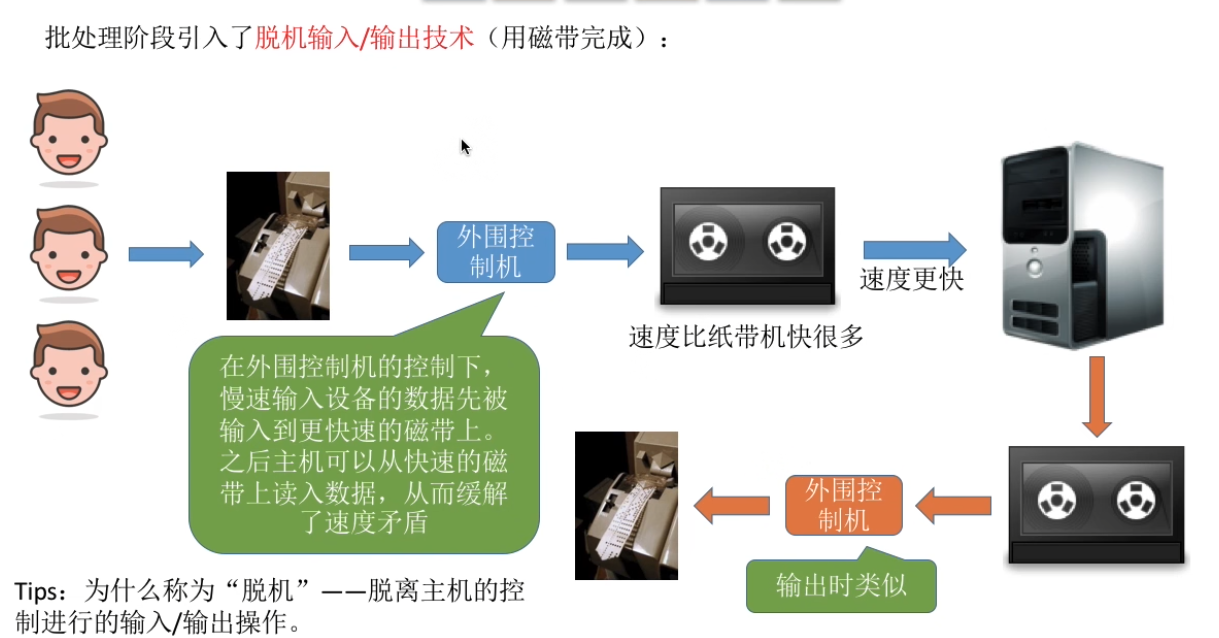 批处理阶段引入了脱机输入/输出技术（用磁带完成）：
外围控
制机
速度更快
速度比纸带机快很多
在外围控制机的控制下，
慢速输入设备的数据先被
输入到更快速的磁带上。
之后主机可以从快速的磁
带上读入数据，从而缓解
了速度矛盾
外围控
制机
输出时类似
Tips：为什么称为“脱机”——脱离主机的控
制进行的输入/输出操作。